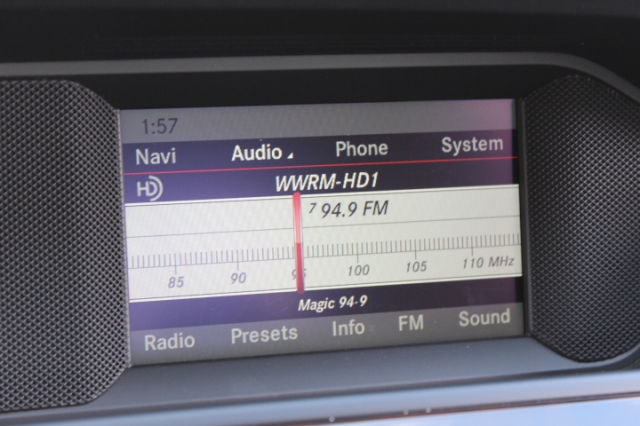 1:57
Navi Audio Phone System
HD WWRM-HD1
7 94.9 FM
85 90 95 100 105 110 MHz
Magic 94-9
Radio Presets Info FM Sound